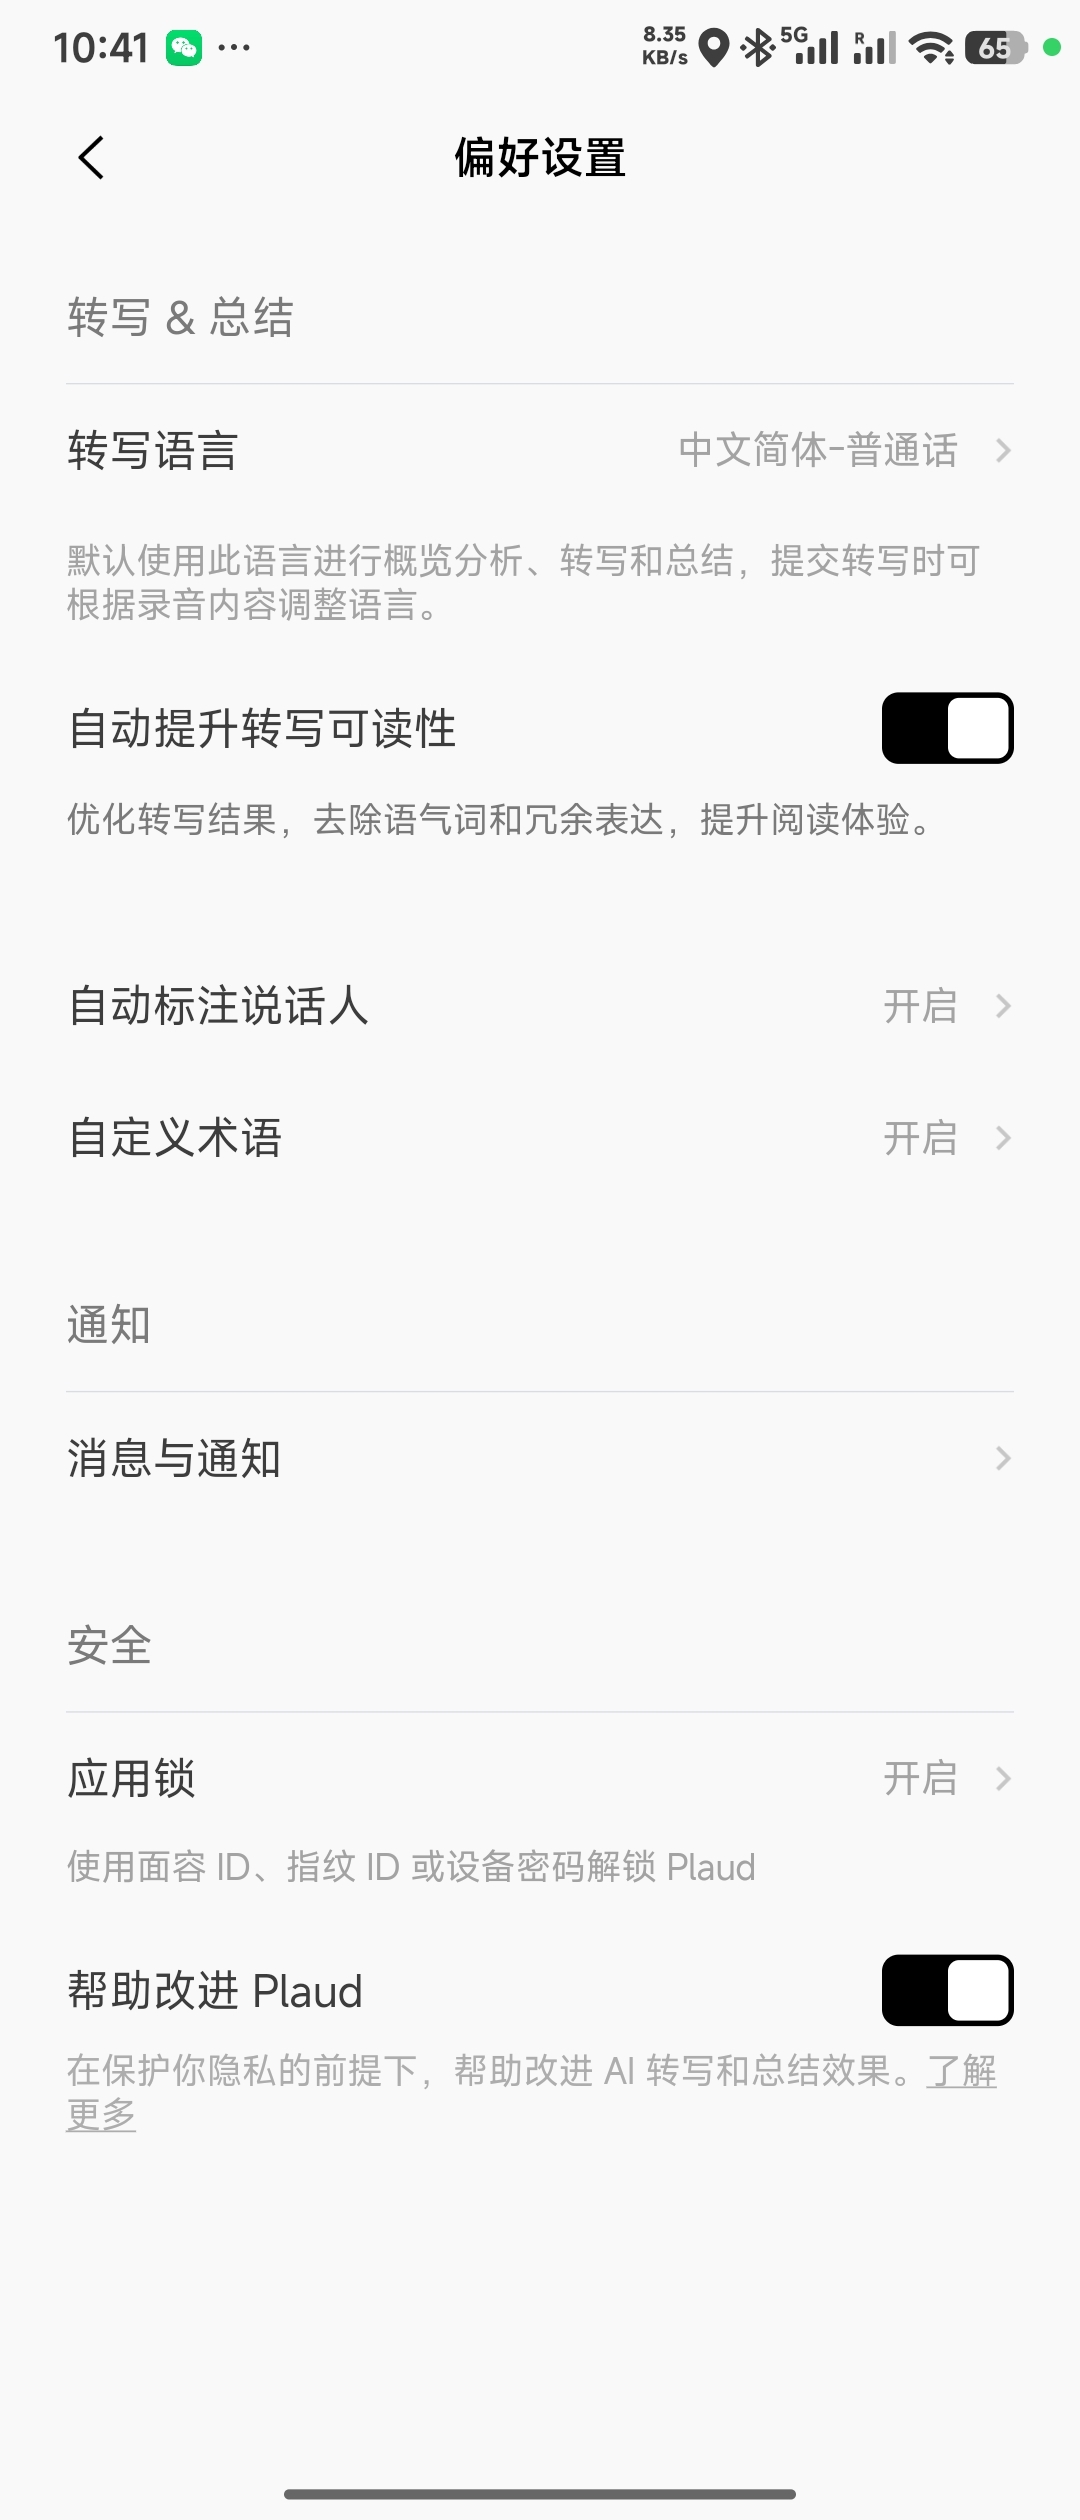 10:41
8.35
KB/s
5G
R
65
偏好设置
转写 & 总结
转写语言
中文简体-普通话
默认使用此语言进行概览分析、转写和总结，提交转写时可
根据录音内容调整语言。
自动提升转写可读性
优化转写结果，去除语气词和冗余表达，提升阅读体验。
自动标注说话人
开启
自定义术语
开启
通知
消息与通知
安全
应用锁
开启
使用面容 ID、指纹 ID 或设备密码解锁 Plaud
帮助改进 Plaud
在保护你隐私的前提下，帮助改进 AI 转写和总结效果。了解
更多